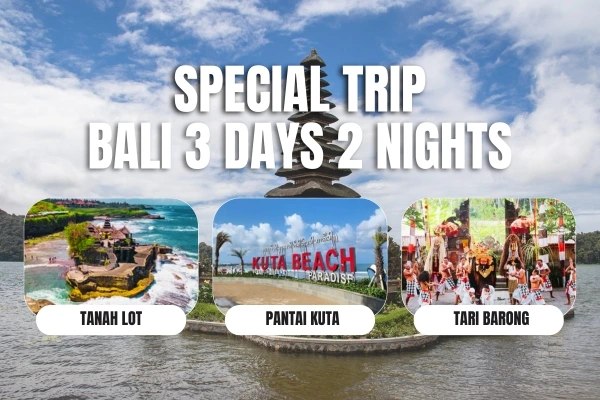 SPECIAL TRIP
BALI 3 DAYS 2 NIGHTS
KUTA BEACH
PARADISE
TANAH LOT
PANTAI KUTA
TARI BARONG